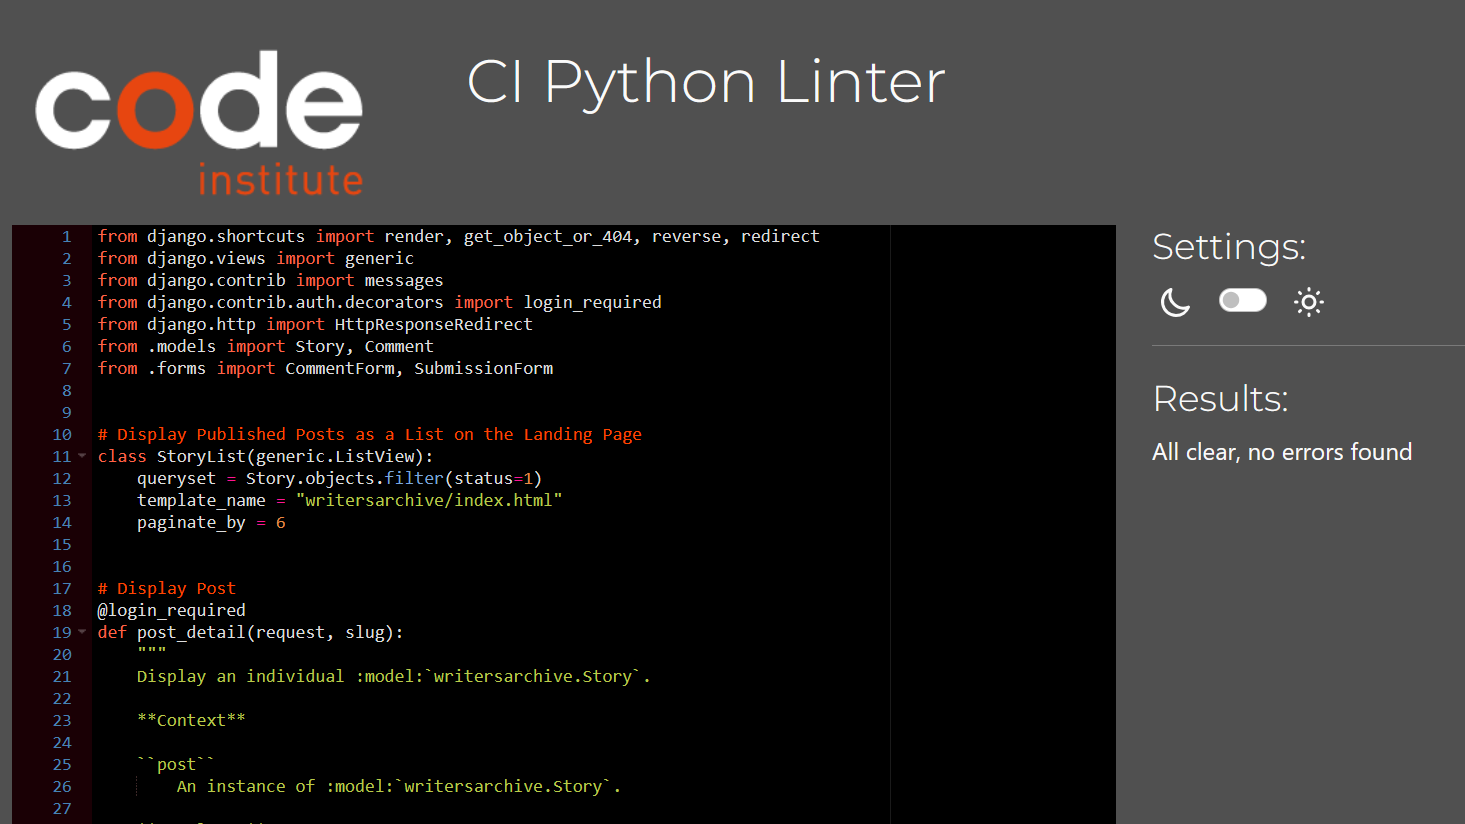 code
institute
CI Python Linter
1 from django.shortcuts import render, get_object_or_404, reverse, redirect
2 from django.views import generic
3 from django.contrib import messages
4 from django.contrib.auth.decorators import login_required
5 from django.http import HttpResponseRedirect
6 from .models import Story, Comment
7 from .forms import CommentForm, SubmissionForm
8
9
10 # Display Published Posts as a List on the Landing Page
11 class StoryList(generic.ListView):
12     queryset = Story.objects.filter(status=1)
13     template_name = "writersarchive/index.html"
14     paginate_by = 6
15
16
17 # Display Post
18 @login_required
19 def post_detail(request, slug):
20     """
21     Display an individual :model:`writersarchive.Story`.
22
23     **Context**
24
25     ``post``
26         An instance of :model:`writersarchive.Story`.
27
Settings:
Results:
All clear, no errors found